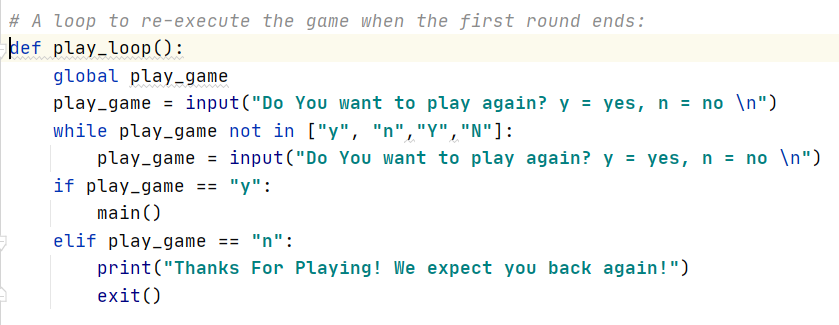 # A loop to re-execute the game when the first round ends:
def play_loop():
    global play_game
    play_game = input("Do You want to play again? y = yes, n = no \n")
    while play_game not in ["y", "n","Y","N"]:
        play_game = input("Do You want to play again? y = yes, n = no \n")
    if play_game == "y":
        main()
    elif play_game == "n":
        print("Thanks For Playing! We expect you back again!")
        exit()